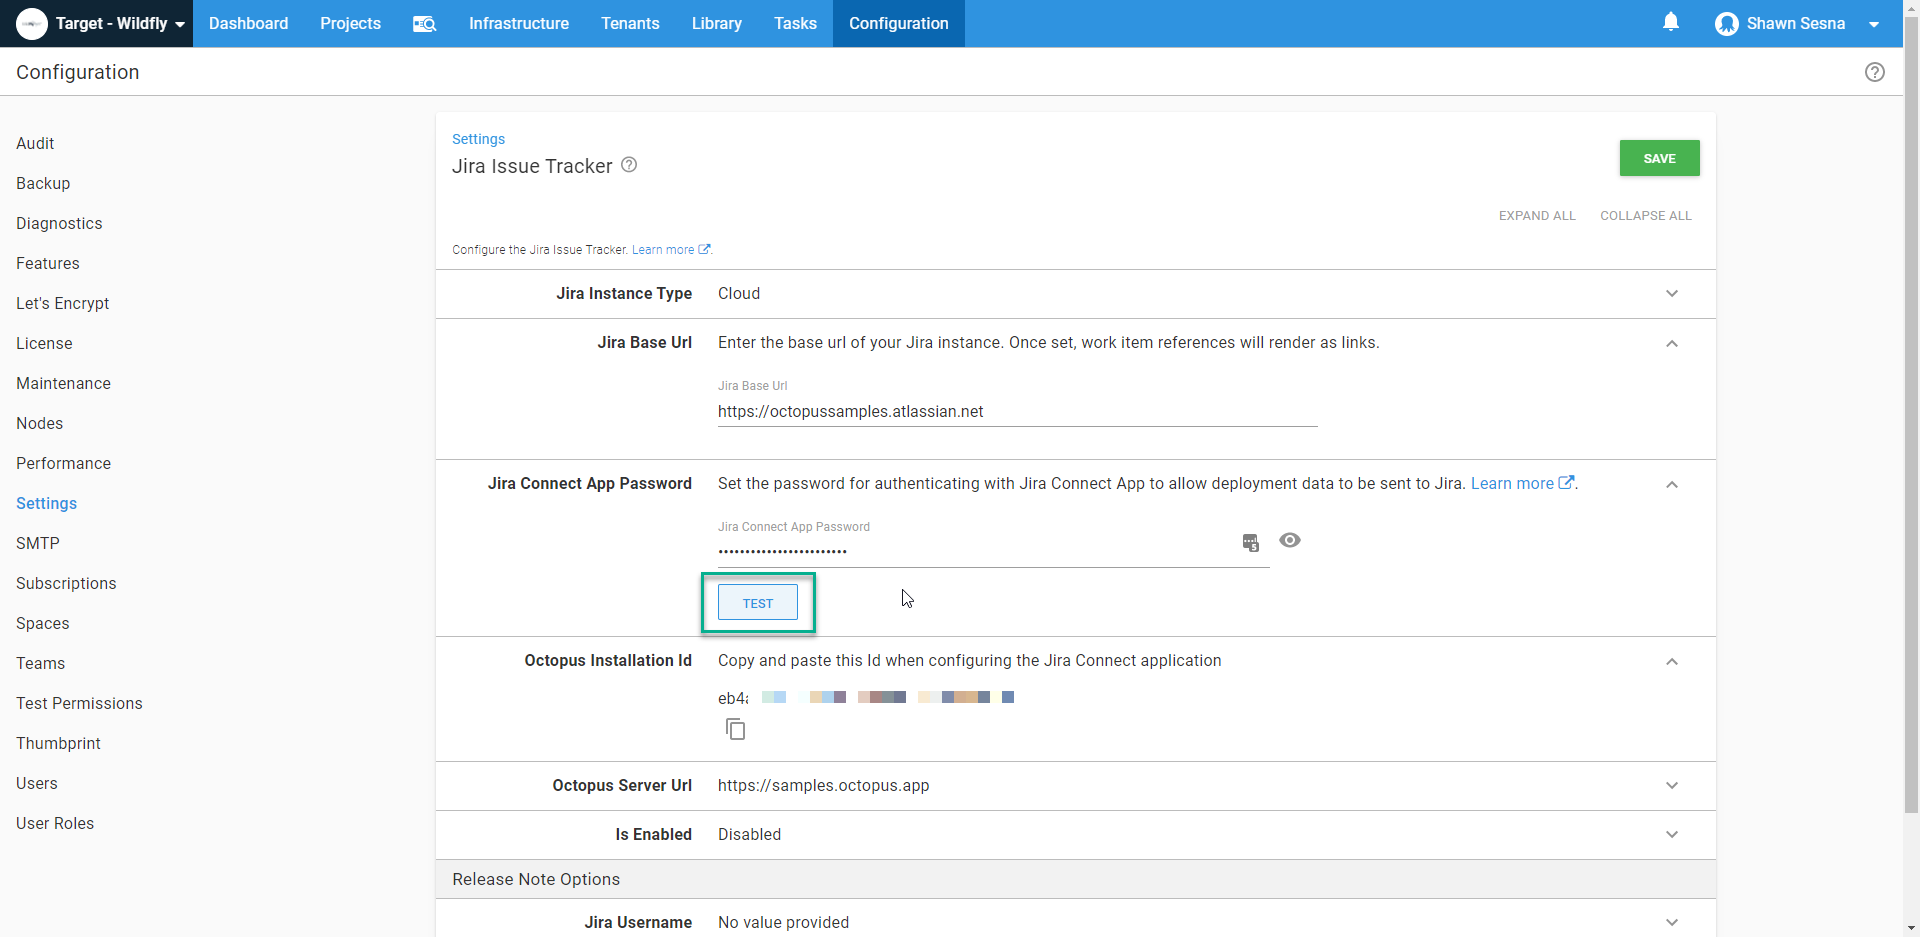 Target - Wildfly
Dashboard
Projects
Infrastructure
Tenants
Library
Tasks
Configuration
Shawn Sesna
Configuration
Audit
Backup
Diagnostics
Features
Let's Encrypt
License
Maintenance
Nodes
Performance
Settings
SMTP
Subscriptions
Spaces
Teams
Test Permissions
Thumbprint
Users
User Roles
Settings
Jira Issue Tracker
SAVE
EXPAND ALL
COLLAPSE ALL
Configure the Jira Issue Tracker. Learn more.
Jira Instance Type
Cloud
Jira Base Url
Enter the base url of your Jira instance. Once set, work item references will render as links.
Jira Base Url
https://octopussamples.atlassian.net
Jira Connect App Password
Set the password for authenticating with Jira Connect App to allow deployment data to be sent to Jira. Learn more.
Jira Connect App Password
••••••••••••••••••••••••
TEST
Octopus Installation Id
Copy and paste this Id when configuring the Jira Connect application
eb4
Octopus Server Url
https://samples.octopus.app
Is Enabled
Disabled
Release Note Options
Jira Username
No value provided